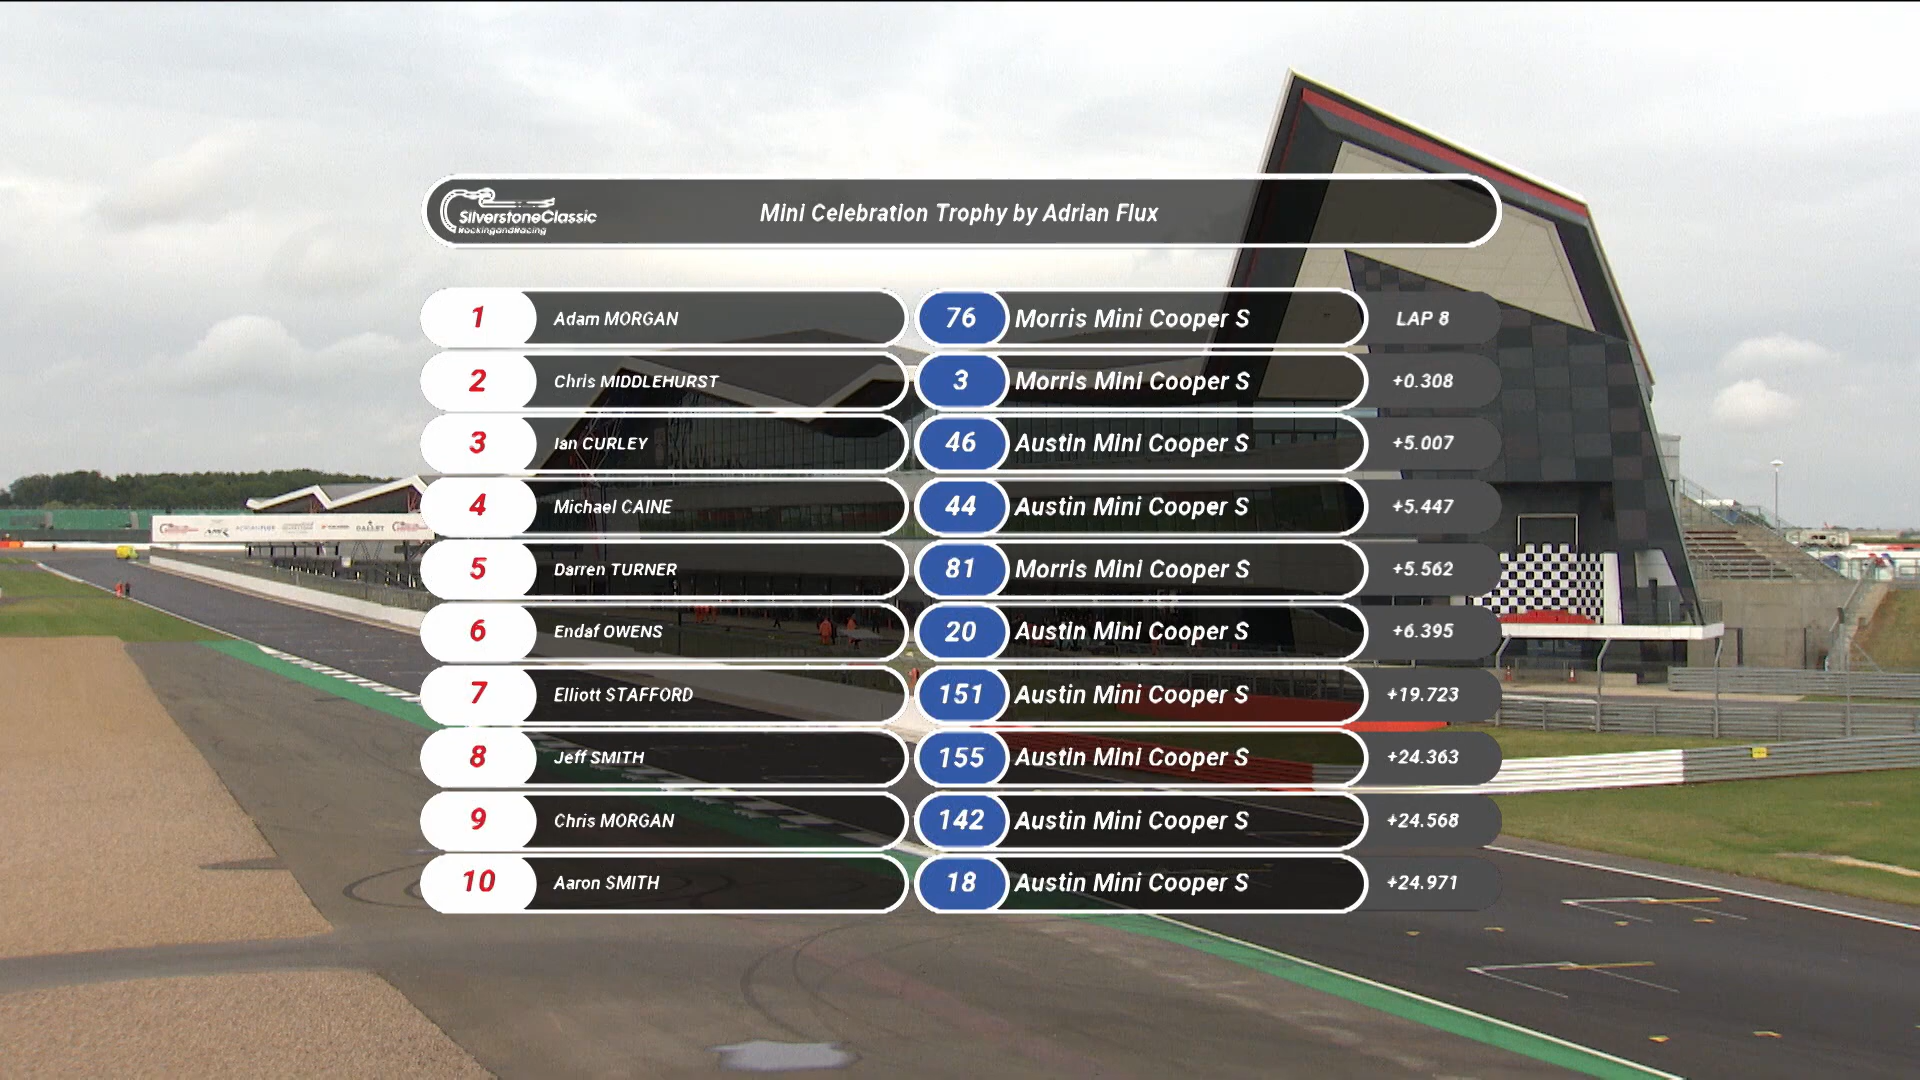 SilverstoneClassic
RockingandRacing
Mini Celebration Trophy by Adrian Flux
1 Adam MORGAN 76 Morris Mini Cooper S LAP 8
2 Chris MIDDLEHURST 3 Morris Mini Cooper S +0.308
3 Ian CURLEY 46 Austin Mini Cooper S +5.007
4 Michael CAINE 44 Austin Mini Cooper S +5.447
5 Darren TURNER 81 Morris Mini Cooper S +5.562
6 Endaf OWENS 20 Austin Mini Cooper S +6.395
7 Elliott STAFFORD 151 Austin Mini Cooper S +19.723
8 Jeff SMITH 155 Austin Mini Cooper S +24.363
9 Chris MORGAN 142 Austin Mini Cooper S +24.568
10 Aaron SMITH 18 Austin Mini Cooper S +24.971
ADRIAN FLUX